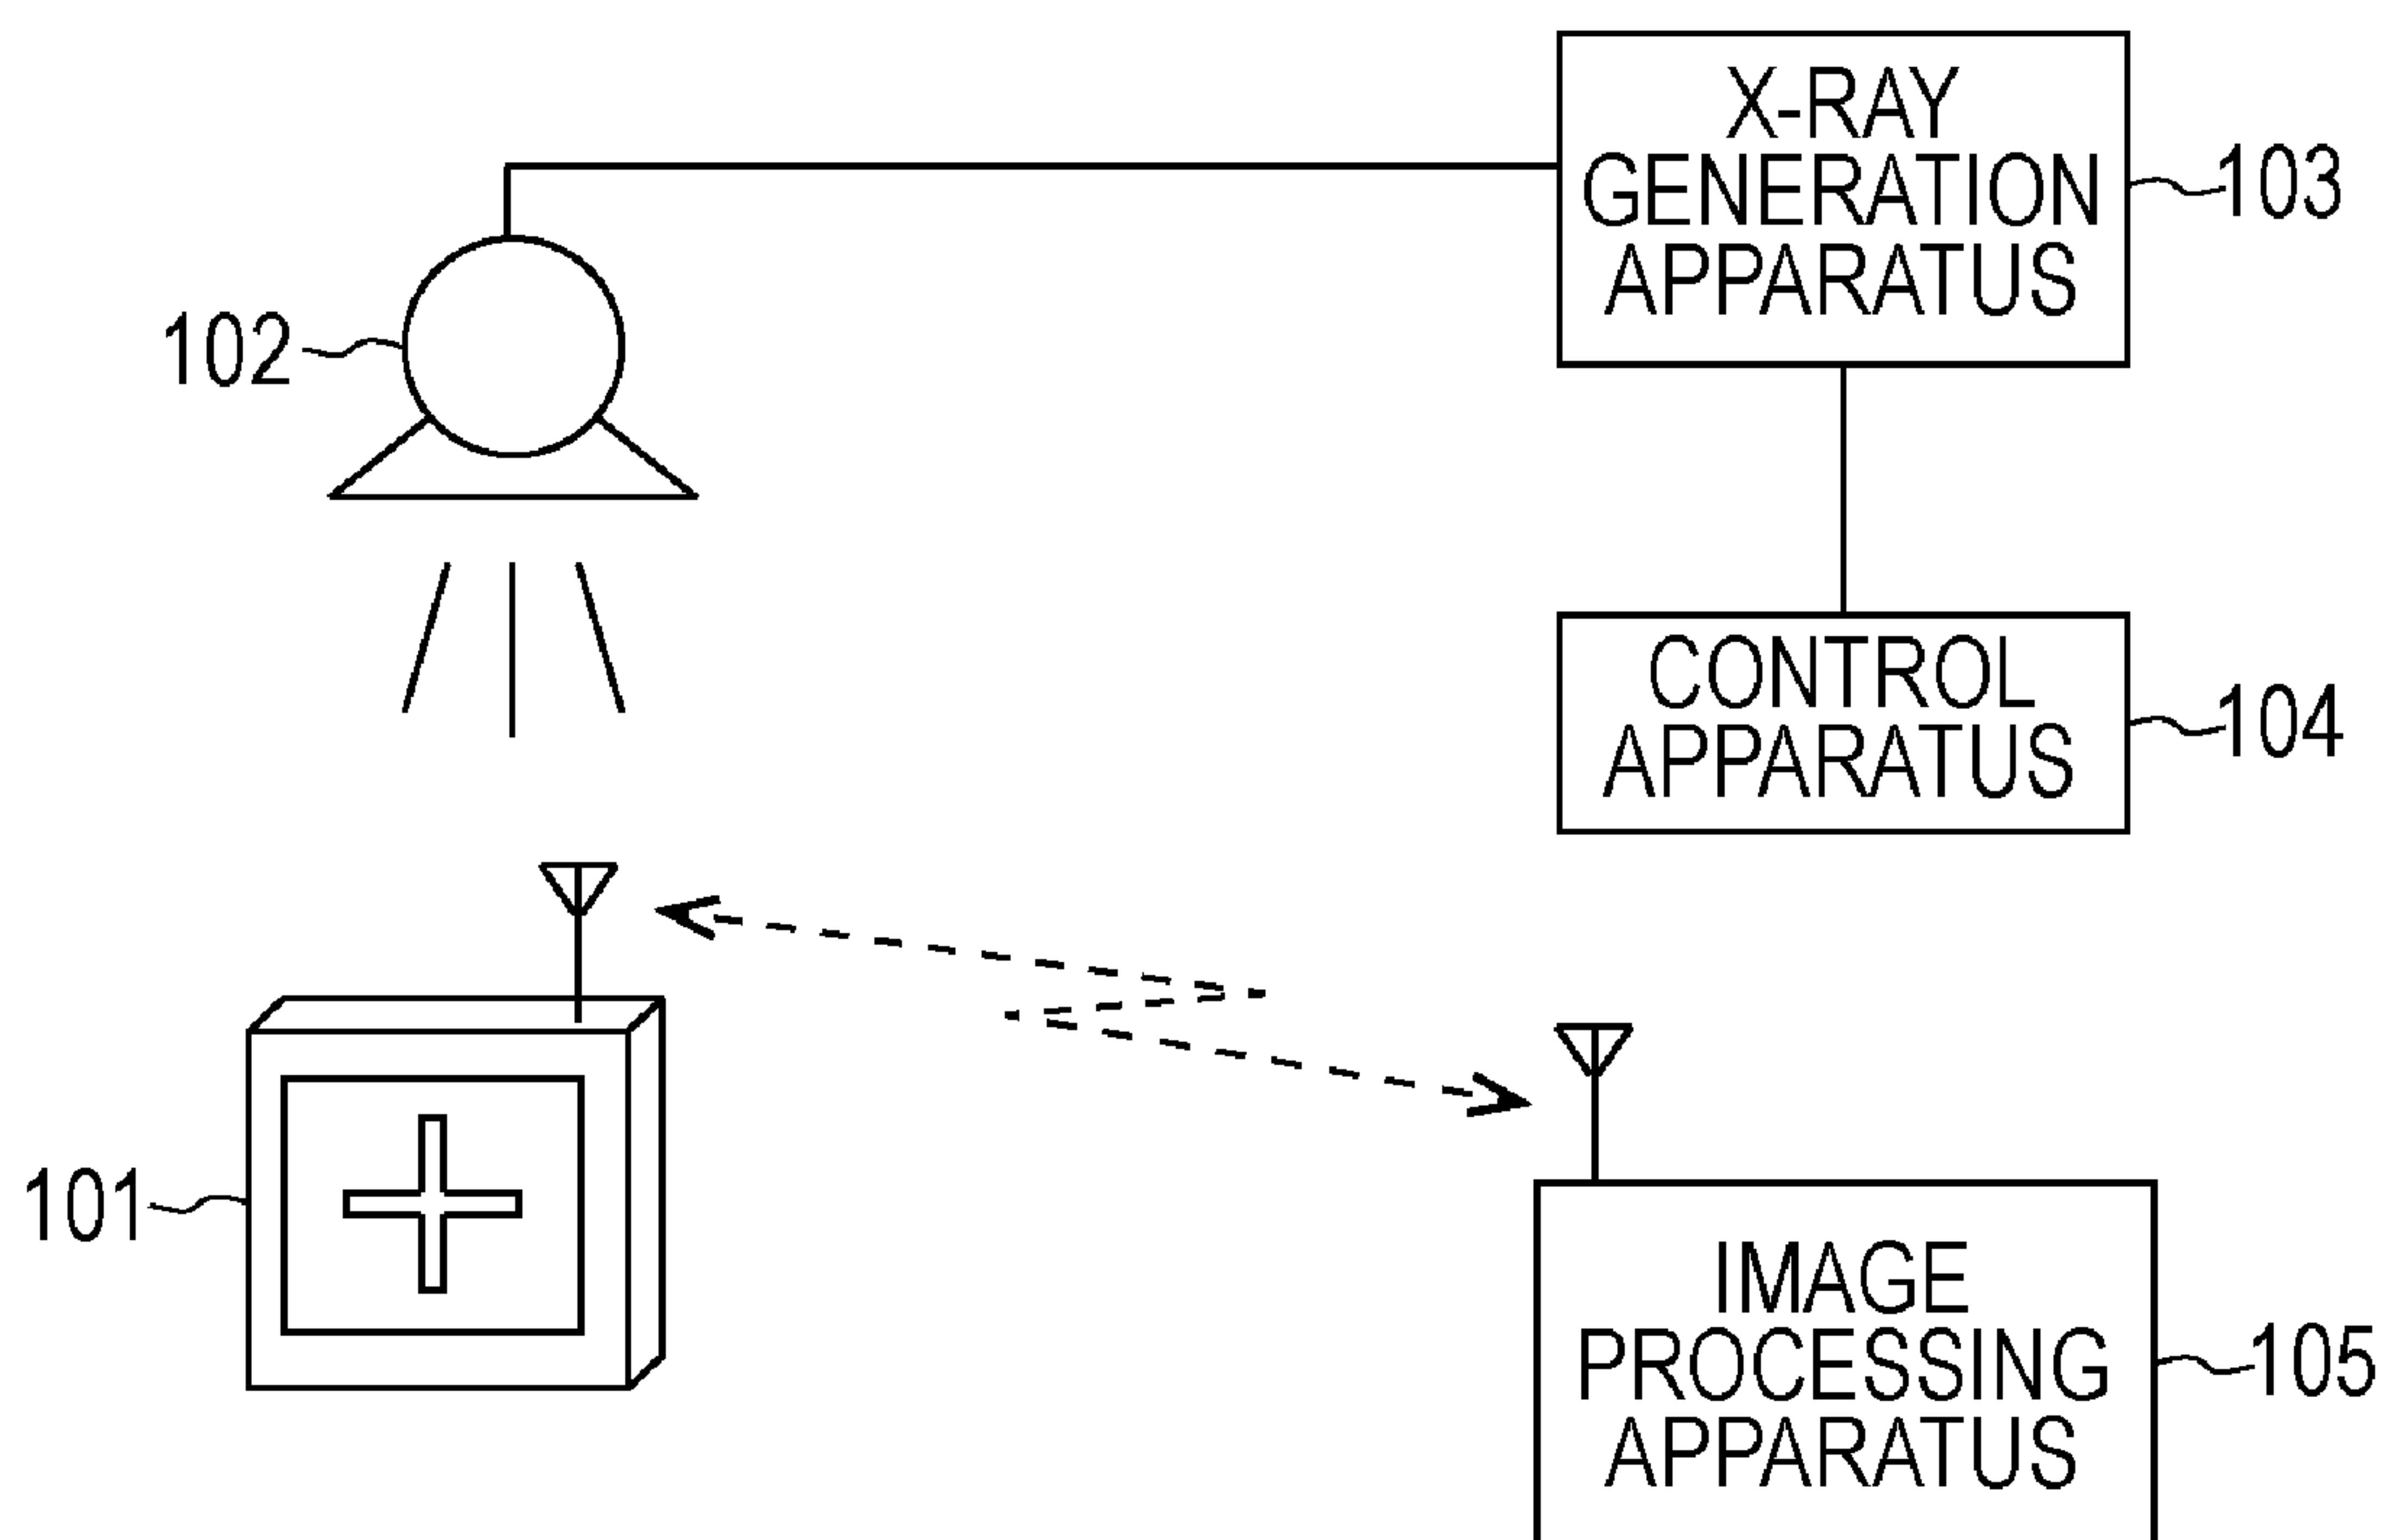 X-RAY
GENERATION
APPARATUS
103
102
CONTROL
APPARATUS
104
101
IMAGE
PROCESSING
APPARATUS
105